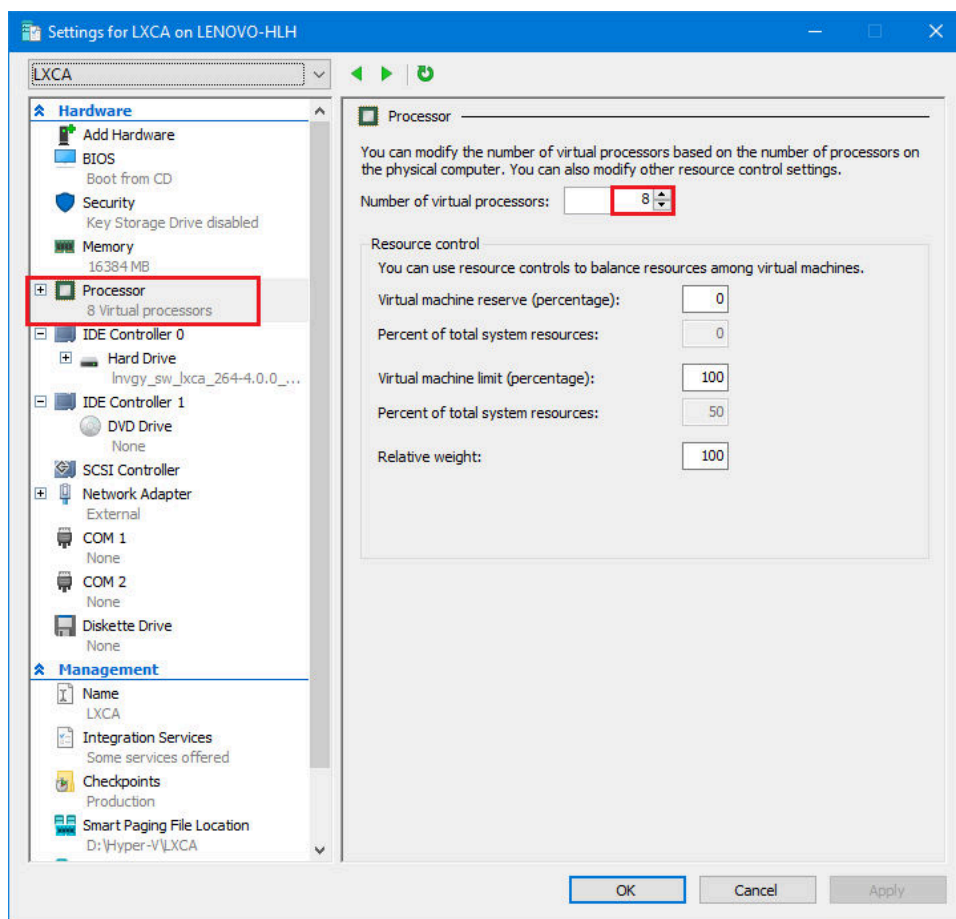 Settings for LXCA on LENOVO-HLH
LXCA
Hardware
Add Hardware
BIOS
Boot from CD
Security
Key Storage Drive disabled
Memory
16384 MB
Processor
8 Virtual processors
IDE Controller 0
Hard Drive
lnvgy_sw_lxca_264-4.0.0_...
IDE Controller 1
DVD Drive
None
SCSI Controller
Network Adapter
External
COM 1
None
COM 2
None
Diskette Drive
None
Management
Name
LXCA
Integration Services
Some services offered
Checkpoints
Production
Smart Paging File Location
D:\Hyper-V\LXCA
Processor
You can modify the number of virtual processors based on the number of processors on
the physical computer. You can also modify other resource control settings.
Number of virtual processors: 8
Resource control
You can use resource controls to balance resources among virtual machines.
Virtual machine reserve (percentage): 0
Percent of total system resources: 0
Virtual machine limit (percentage): 100
Percent of total system resources: 50
Relative weight: 100
OK Cancel Apply